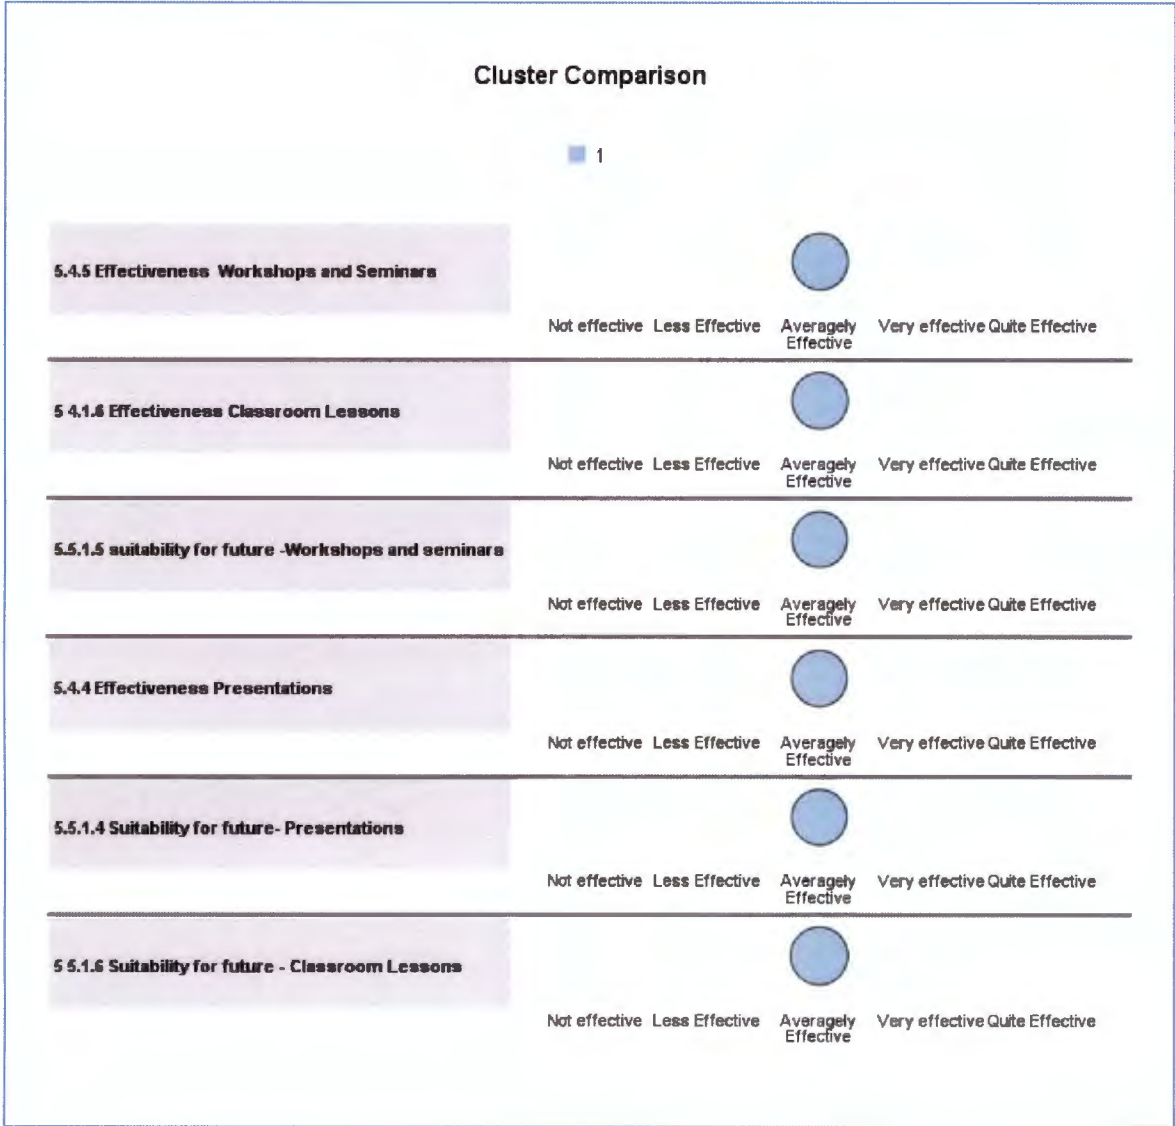 Cluster Comparison
1
5.4.5 Effectiveness Workshops and Seminars
Not effective Less Effective Averagely Effective Very effective Quite Effective
5 4.1.6 Effectiveness Classroom Lessons
Not effective Less Effective Averagely Effective Very effective Quite Effective
5.5.1.5 suitability for future -Workshops and seminars
Not effective Less Effective Averagely Effective Very effective Quite Effective
5.4.4 Effectiveness Presentations
Not effective Less Effective Averagely Effective Very effective Quite Effective
5.5.1.4 Suitability for future- Presentations
Not effective Less Effective Averagely Effective Very effective Quite Effective
5 5.1.6 Suitability for future - Classroom Lessons
Not effective Less Effective Averagely Effective Very effective Quite Effective